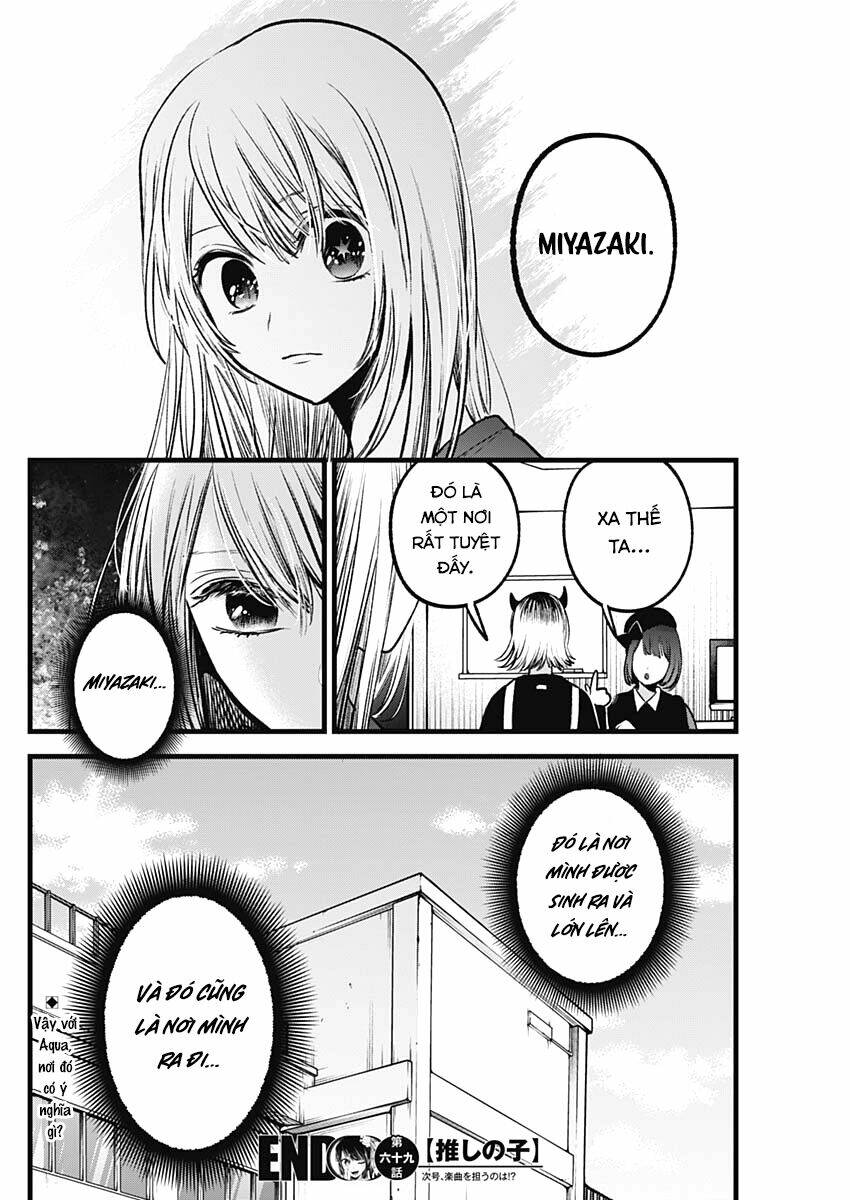 MIYAZAKI.
XA THẾ
TA...
ĐÓ LÀ
MỘT NƠI
RẤT TUYỆT
ĐẤY.
MIYAZAKI...
ĐÓ LÀ NƠI
MÌNH ĐƯỢC
SINH RA VÀ
LỚN LÊN...
VÀ ĐÓ CŨNG
LÀ NƠI MÌNH
RA ĐI...
Vậy với
Aqua,
nơi đó
có ý
nghĩa
gì?
END
第
六十九
話
【推しの子】
次号、楽曲を担うのは!?